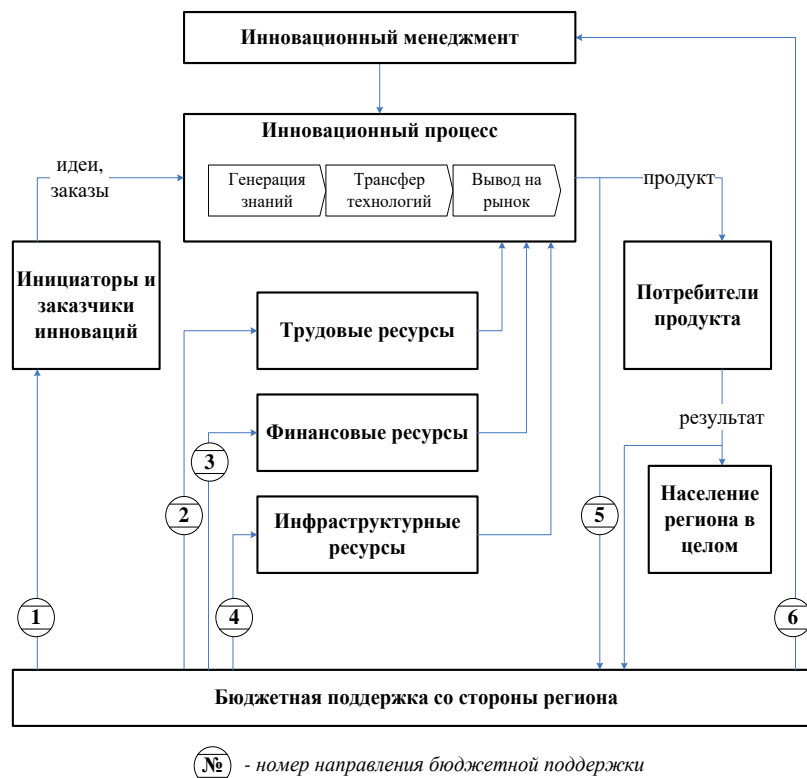 Инновационный менеджмент
Инновационный процесс
идеи,
заказы
Генерация
знаний
Трансфер
технологий
Вывод на
рынок
продукт
Инициаторы и
заказчики
инноваций
Потребители
продукта
Трудовые ресурсы
результат
Финансовые ресурсы
3
2
Инфраструктурные
ресурсы
5
Население
региона в
целом
1
4
6
Бюджетная поддержка со стороны региона
№ - номер направления бюджетной поддержки